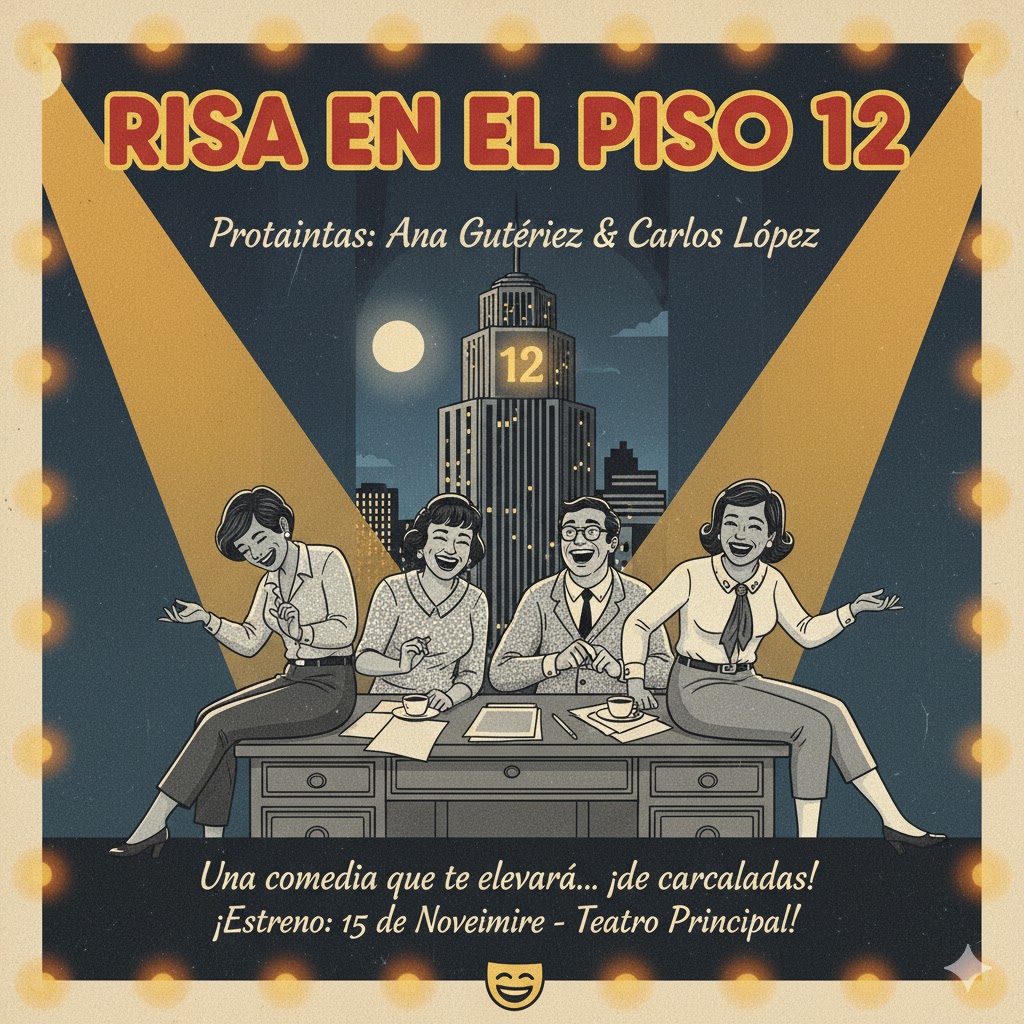 RISA EN EL PISO 12
Protaintas: Ana Gutériez & Carlos López
12
Una comedia que te elevará... ¡de carcaladas!
¡Estreno: 15 de Noveimire - Teatro Principal!